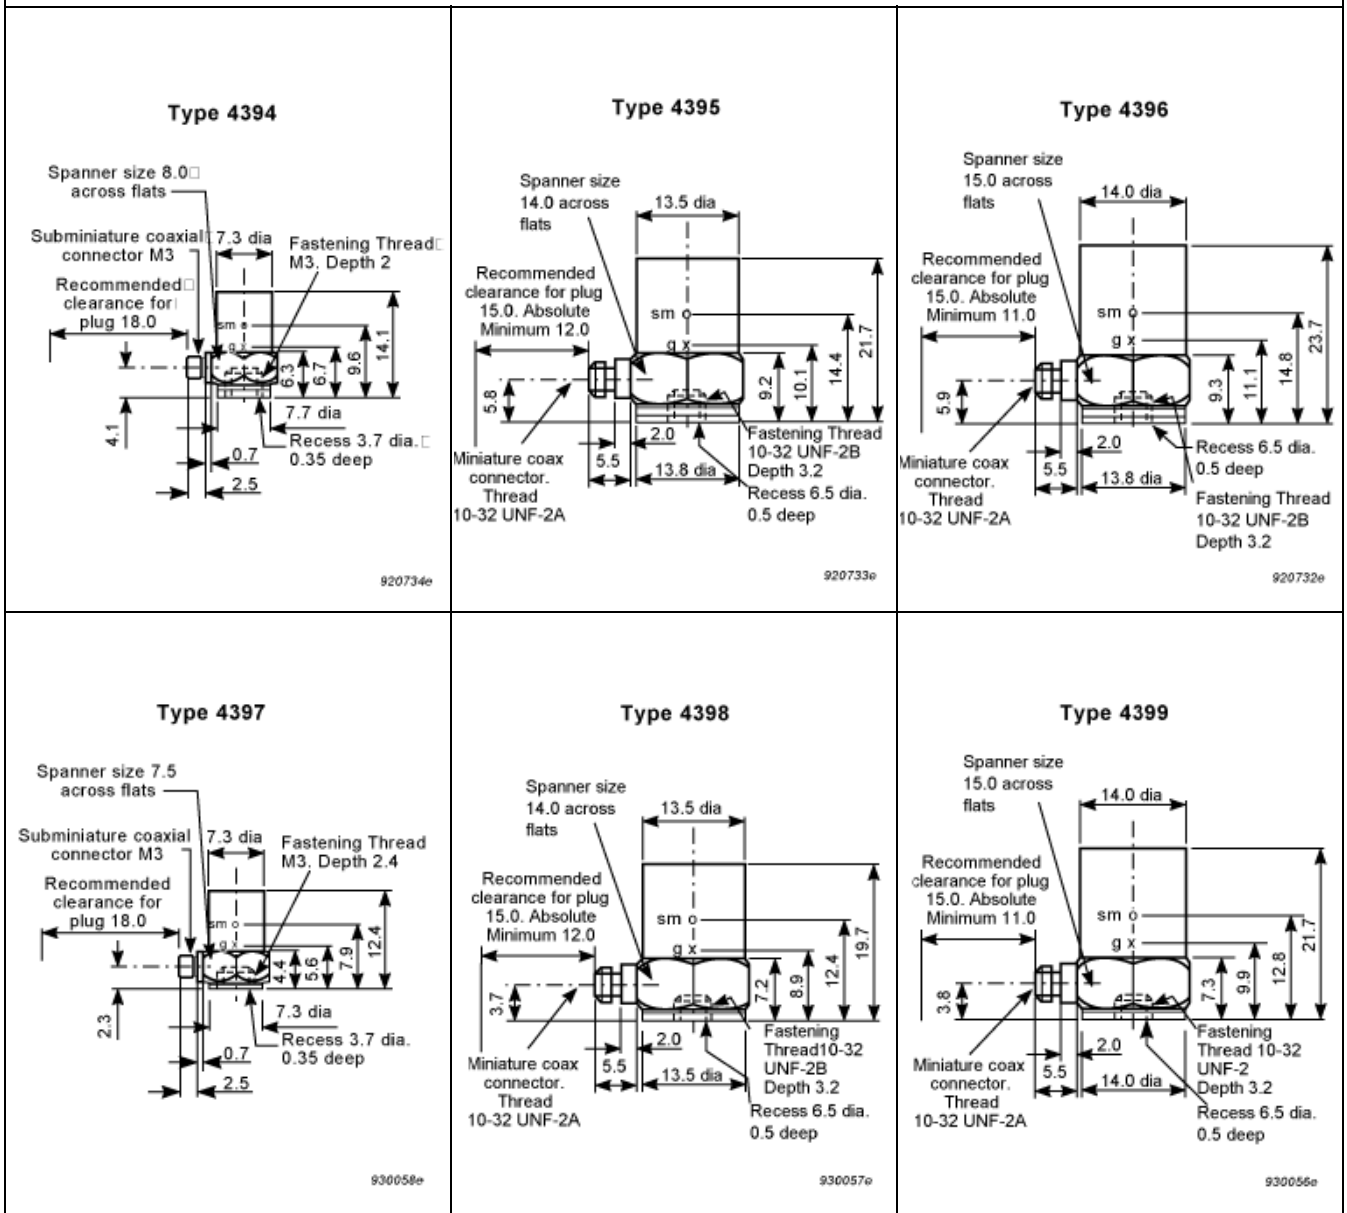 Type 4394
Spanner size 8.0□
across flats
Subminiature coaxial
connector M3
7.3 dia
Fastening Thread□
M3. Depth 2
Recommended□
clearance for
plug 18.0
sm
g x
6.3
6.7
9.6
14.1
4.1
7.7 dia
Recess 3.7 dia.□
0.35 deep
0.7
2.5
920734e
Type 4395
Spanner size
14.0 across
flats
13.5 dia
Recommended
clearance for plug
15.0. Absolute
Minimum 12.0
sm
g x
5.8
9.2
10.1
14.4
21.7
Miniature coax
connector.
Thread
10-32 UNF-2A
2.0
5.5
13.8 dia
Fastening Thread
10-32 UNF-2B
Depth 3.2
Recess 6.5 dia.
0.5 deep
920733e
Type 4396
Spanner size
15.0 across
flats
14.0 dia
Recommended
clearance for plug
15.0. Absolute
Minimum 11.0
sm
g x
5.9
9.3
11.1
14.8
23.7
Miniature coax
connector.
Thread
10-32 UNF-2A
2.0
5.5
13.8 dia
Recess 6.5 dia.
0.5 deep
Fastening Thread
10-32 UNF-2B
Depth 3.2
920732e
Type 4397
Spanner size 7.5
across flats
Subminiature coaxial
connector M3
7.3 dia
Fastening Thread
M3. Depth 2.4
Recommended
clearance for
plug 18.0
sm
g x
4.4
5.6
7.9
12.4
2.3
7.3 dia
Recess 3.7 dia.
0.35 deep
0.7
2.5
930058e
Type 4398
Spanner size
14.0 across
flats
13.5 dia
Recommended
clearance for plug
15.0. Absolute
Minimum 12.0
sm
g x
3.7
7.2
8.9
12.4
19.7
Miniature coax
connector.
Thread
10-32 UNF-2A
2.0
5.5
13.5 dia
Fastening
Thread10-32
UNF-2B
Depth 3.2
Recess 6.5 dia.
0.5 deep
930057e
Type 4399
Spanner size
15.0 across
flats
14.0 dia
Recommended
clearance for plug
15.0. Absolute
Minimum 11.0
sm
g x
3.8
7.3
9.9
12.8
21.7
Miniature coax
connector.
Thread
10-32 UNF-2A
2.0
5.5
14.0 dia
Fastening
Thread 10-32
UNF-2
Depth 3.2
Recess 6.5 dia.
0.5 deep
930056e